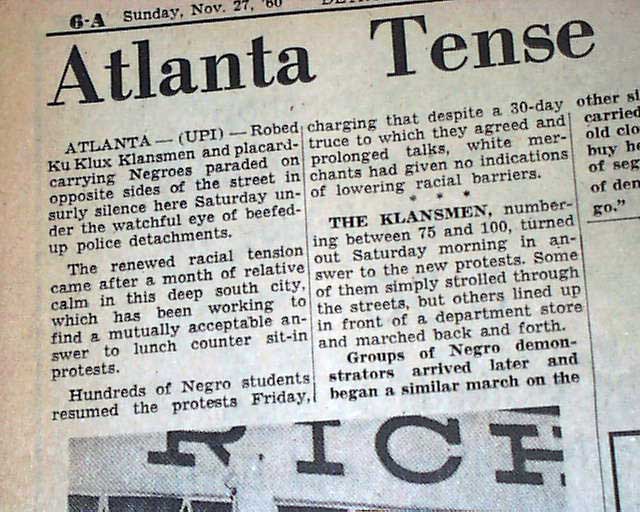 6-A Sunday, Nov. 27, '60
Atlanta Tense
ATLANTA — (UPI) — Robed
Ku Klux Klansmen and placard-
carrying Negroes paraded on
opposite sides of the street in
surly silence here Saturday un-
der the watchful eye of beefed-
up police detachments.
The renewed racial tension
came after a month of relative
calm in this deep south city,
which has been working to
find a mutually acceptable an-
swer to lunch counter sit-in
protests.
Hundreds of Negro students
resumed the protests Friday,
charging that despite a 30-day
truce to which they agreed and
prolonged talks, white mer-
chants had given no indications
of lowering racial barriers.
* * *
THE KLANSMEN, number-
ing between 75 and 100, turned
out Saturday morning in an-
swer to the new protests. Some
of them simply strolled through
the streets, but others lined up
in front of a department store
and marched back and forth.
Groups of Negro demon-
strators arrived later and
began a similar march on the
other si
carried
old clo
buy he
of seg
of den
go."
RICH